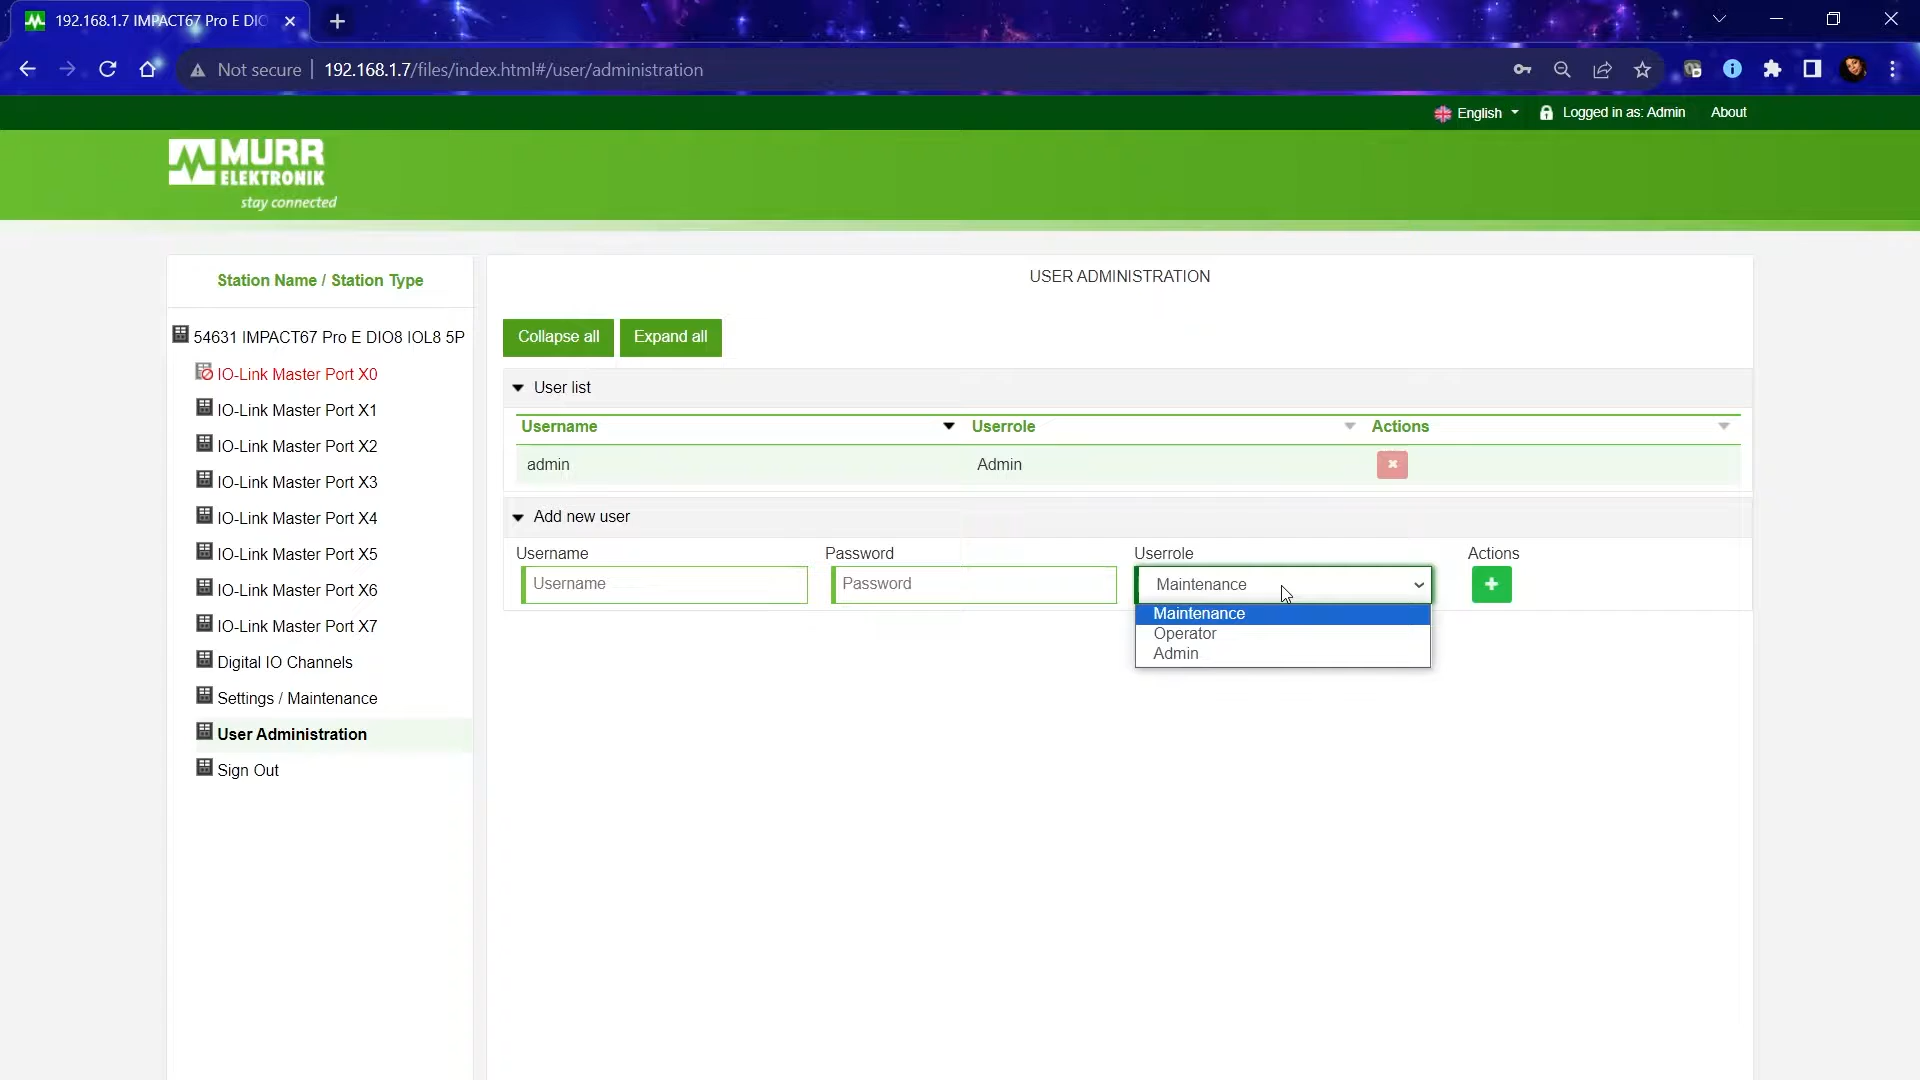 192.168.1.7 IMPACT67 Pro E DIO
Not secure 192.168.1.7/files/index.html#/user/administration
English Logged in as: Admin About
MURR
ELEKTRONIK
stay connected
Station Name / Station Type
54631 IMPACT67 Pro E DIO8 IOL8 5P
IO-Link Master Port X0
IO-Link Master Port X1
IO-Link Master Port X2
IO-Link Master Port X3
IO-Link Master Port X4
IO-Link Master Port X5
IO-Link Master Port X6
IO-Link Master Port X7
Digital IO Channels
Settings / Maintenance
User Administration
Sign Out
USER ADMINISTRATION
Collapse all Expand all
User list
Username Userrole Actions
admin Admin
Add new user
Username Password Userrole Actions
Username Password Maintenance
Maintenance
Operator
Admin